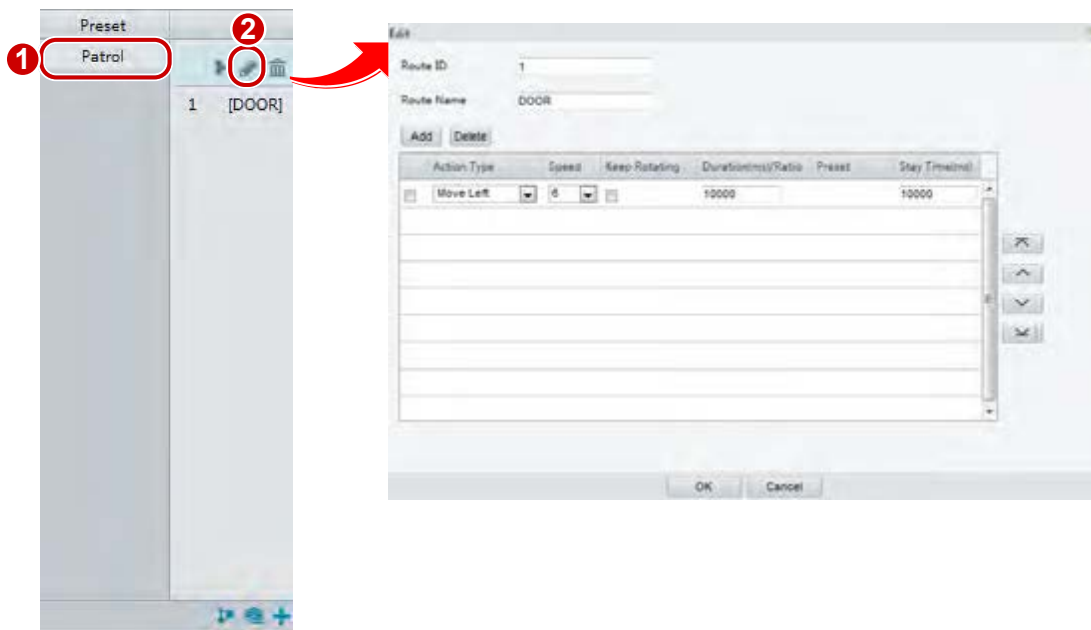 Preset
1
Patrol
2
1 [DOOR]
Edit
Route ID 1
Route Name DOOR
Add Delete
Action Type Speed Keep Rotating Duration(ms)/Ratio Preset Stay Time(ms)
Move Left 6 10000 10000
OK Cancel